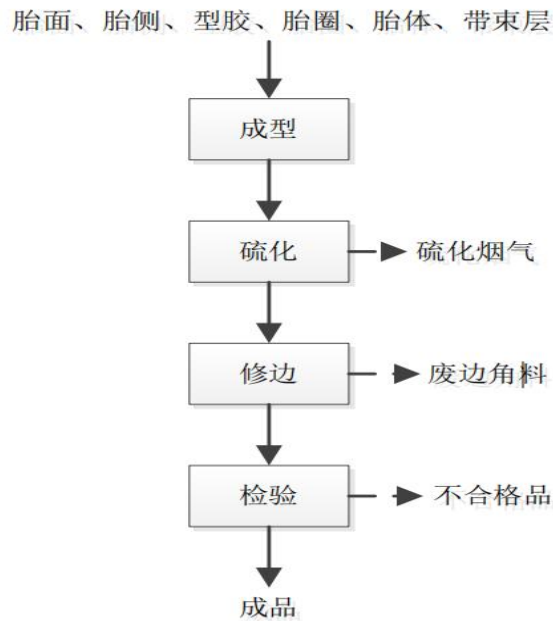 胎面、胎侧、型胶、胎圈、胎体、带束层
成型
硫化
硫化烟气
修边
废边角料
检验
不合格品
成品